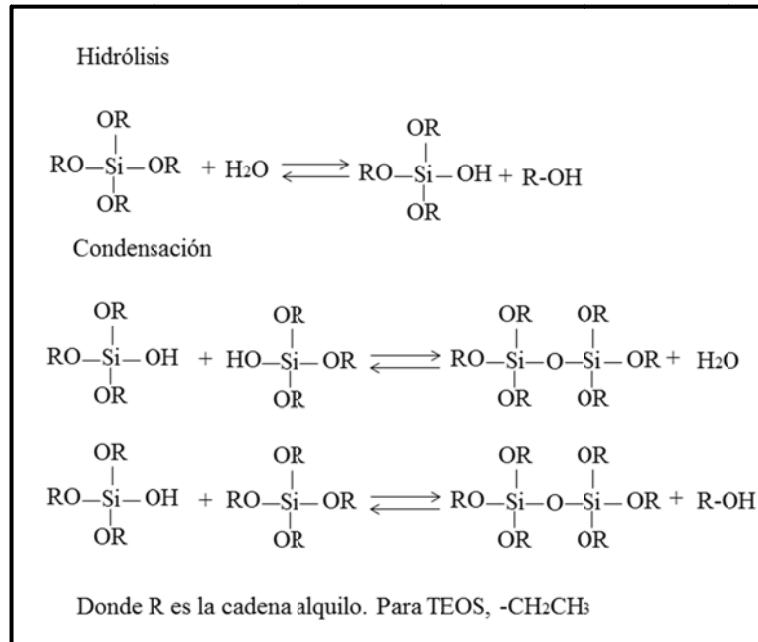 Hidrólisis
OR OR
RO—Si—OR + H2O ⇌ RO—Si—OH + R-OH
OR OR
Condensación
OR OR OR OR
RO—Si—OH + HO—Si—OR ⇌ RO—Si—O—Si—OR + H2O
OR OR OR OR
OR OR OR OR
RO—Si—OH + RO—Si—OR ⇌ RO—Si—O—Si—OR + R-OH
OR OR OR OR
Donde R es la cadena alquilo. Para TEOS, -CH2CH3